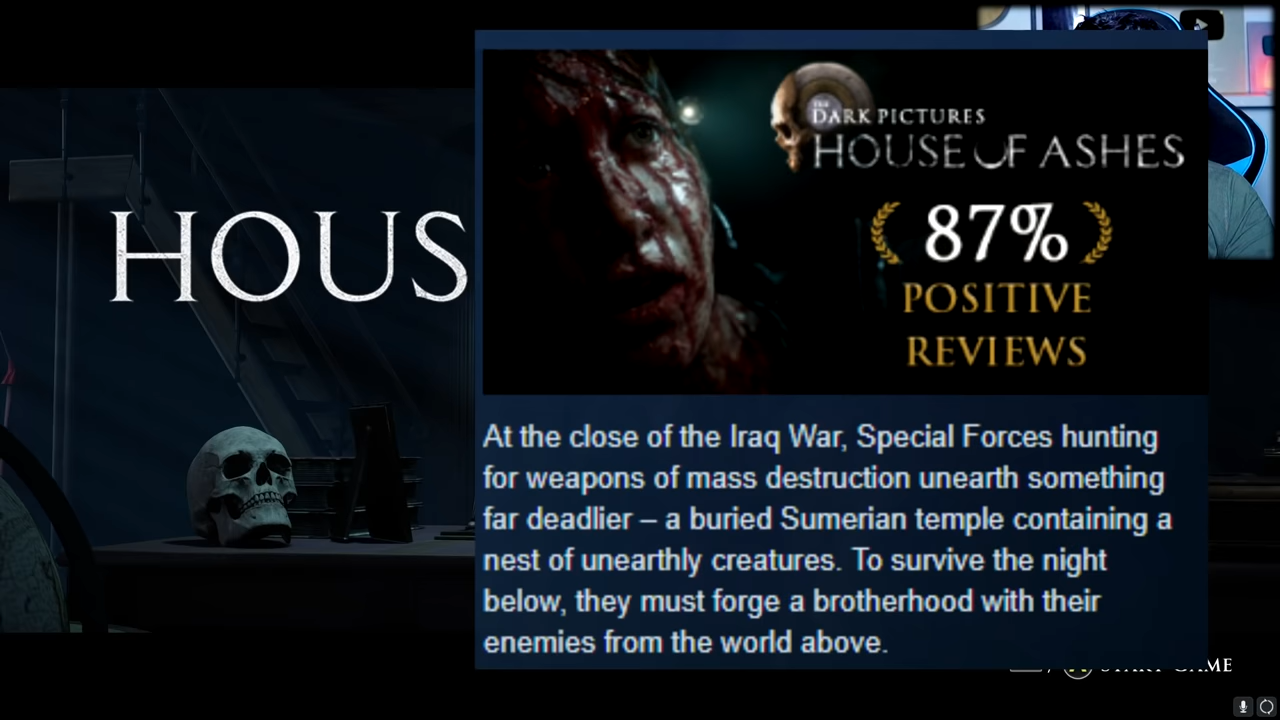 HOUS
THE
DARK PICTURES
HOUSE OF ASHES
87%
POSITIVE
REVIEWS
At the close of the Iraq War, Special Forces hunting
for weapons of mass destruction unearth something
far deadlier – a buried Sumerian temple containing a
nest of unearthly creatures. To survive the night
below, they must forge a brotherhood with their
enemies from the world above.
START GAME